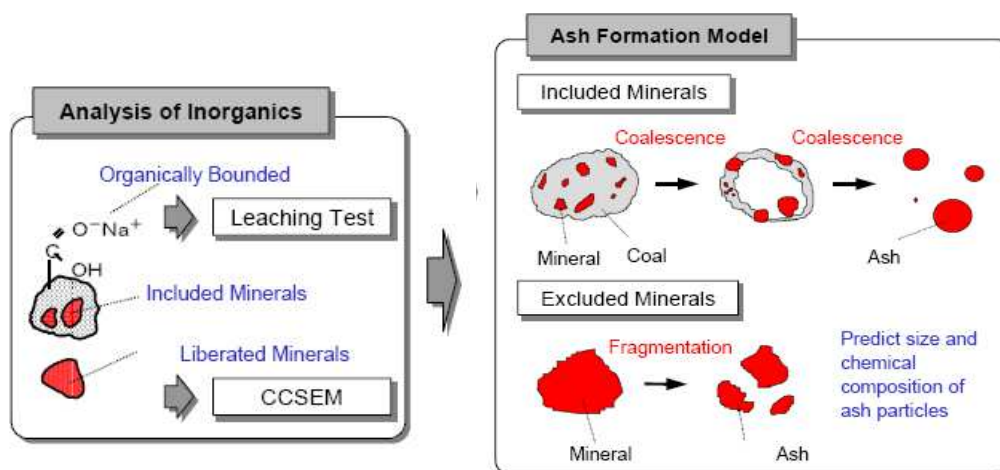 Analysis of Inorganics
Organically Bounded
O⁻Na⁺
Leaching Test
C
OH
Included Minerals
Liberated Minerals
CCSEM
Ash Formation Model
Included Minerals
Coalescence
Coalescence
Mineral
Coal
Ash
Excluded Minerals
Fragmentation
Mineral
Ash
Predict size and
chemical
composition of
ash particles